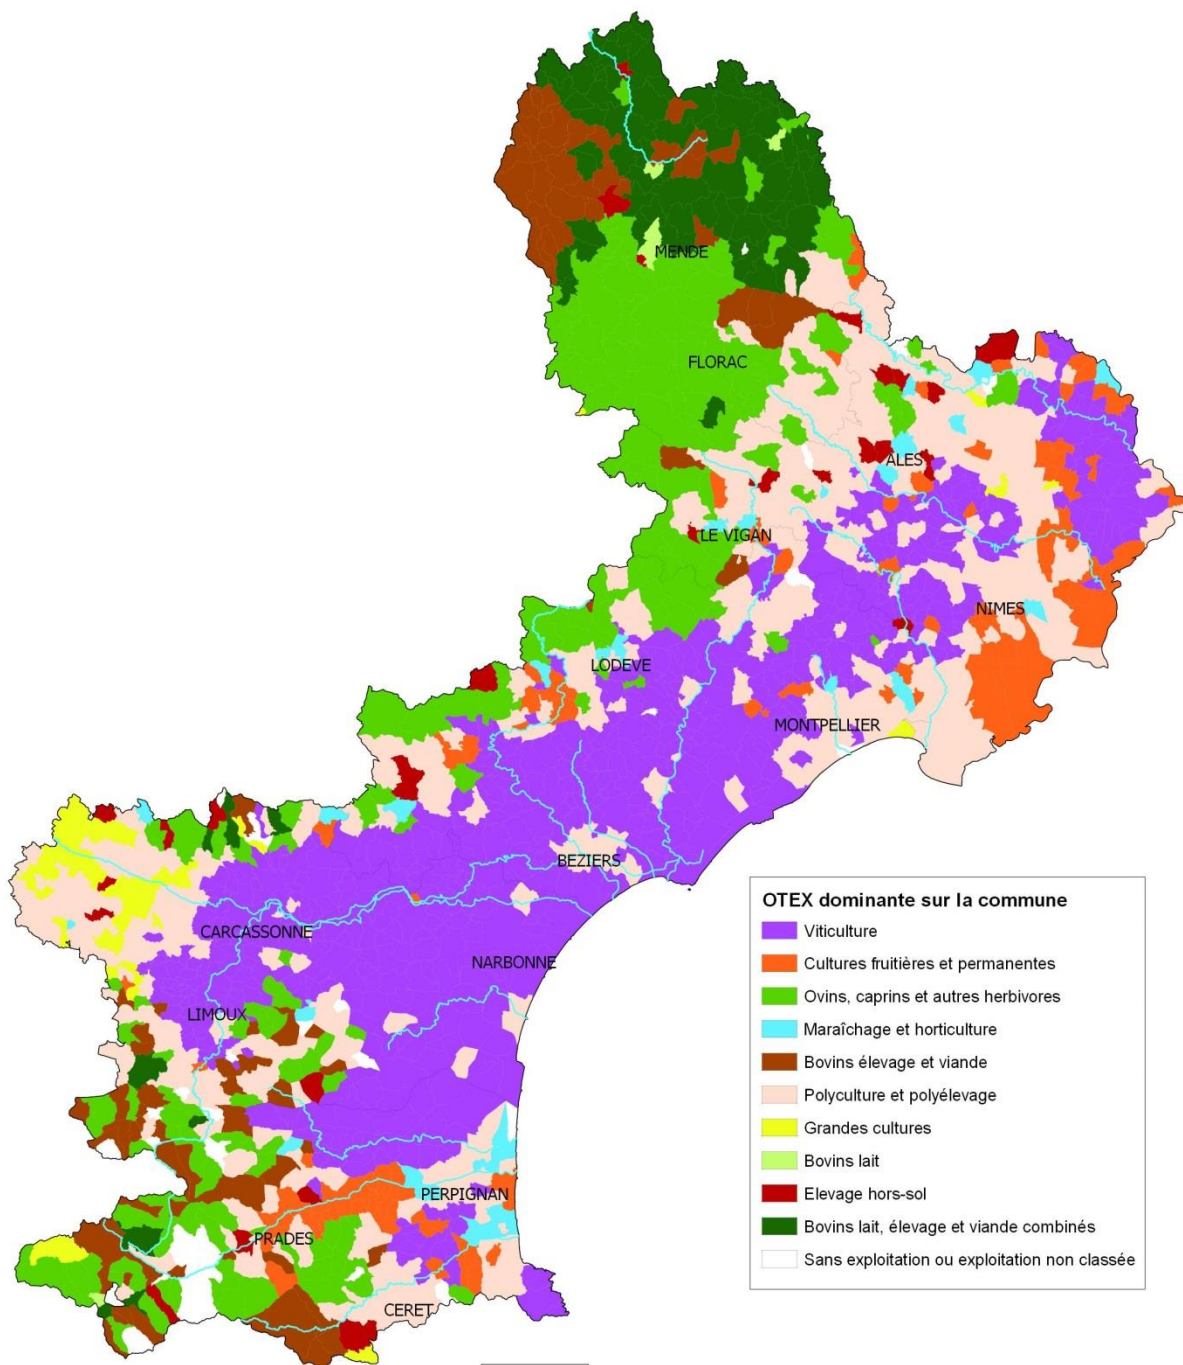 MENDE
FLORAC
ALES
LE VIGAN
NIMES
LODEVE
MONTPELLIER
BEZIERS
CARCASSONNE
NARBONNE
LIMOUX
PERPIGNAN
PRADES
CERET
OTEX dominante sur la commune
Viticulture
Cultures fruitières et permanentes
Ovins, caprins et autres herbivores
Maraîchage et horticulture
Bovins élevage et viande
Polyculture et polyélevage
Grandes cultures
Bovins lait
Elevage hors-sol
Bovins lait, élevage et viande combinés
Sans exploitation ou exploitation non classée